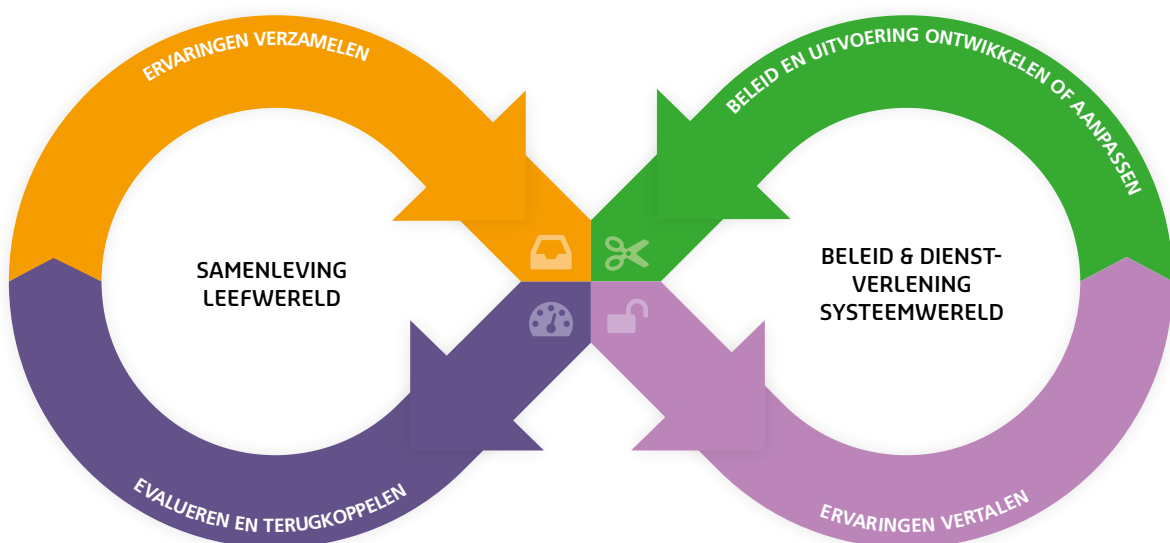 ERVARINGEN VERZAMELEN
BELEID EN UITVOERING ONTWIKKELEN OF AANPASSEN
SAMENLEVING
LEEFWERELD
BELEID & DIENST-
VERLENING
SYSTEEMWERELD
EVALUEREN EN TERUGKOPPELEN
ERVARINGEN VERTALEN